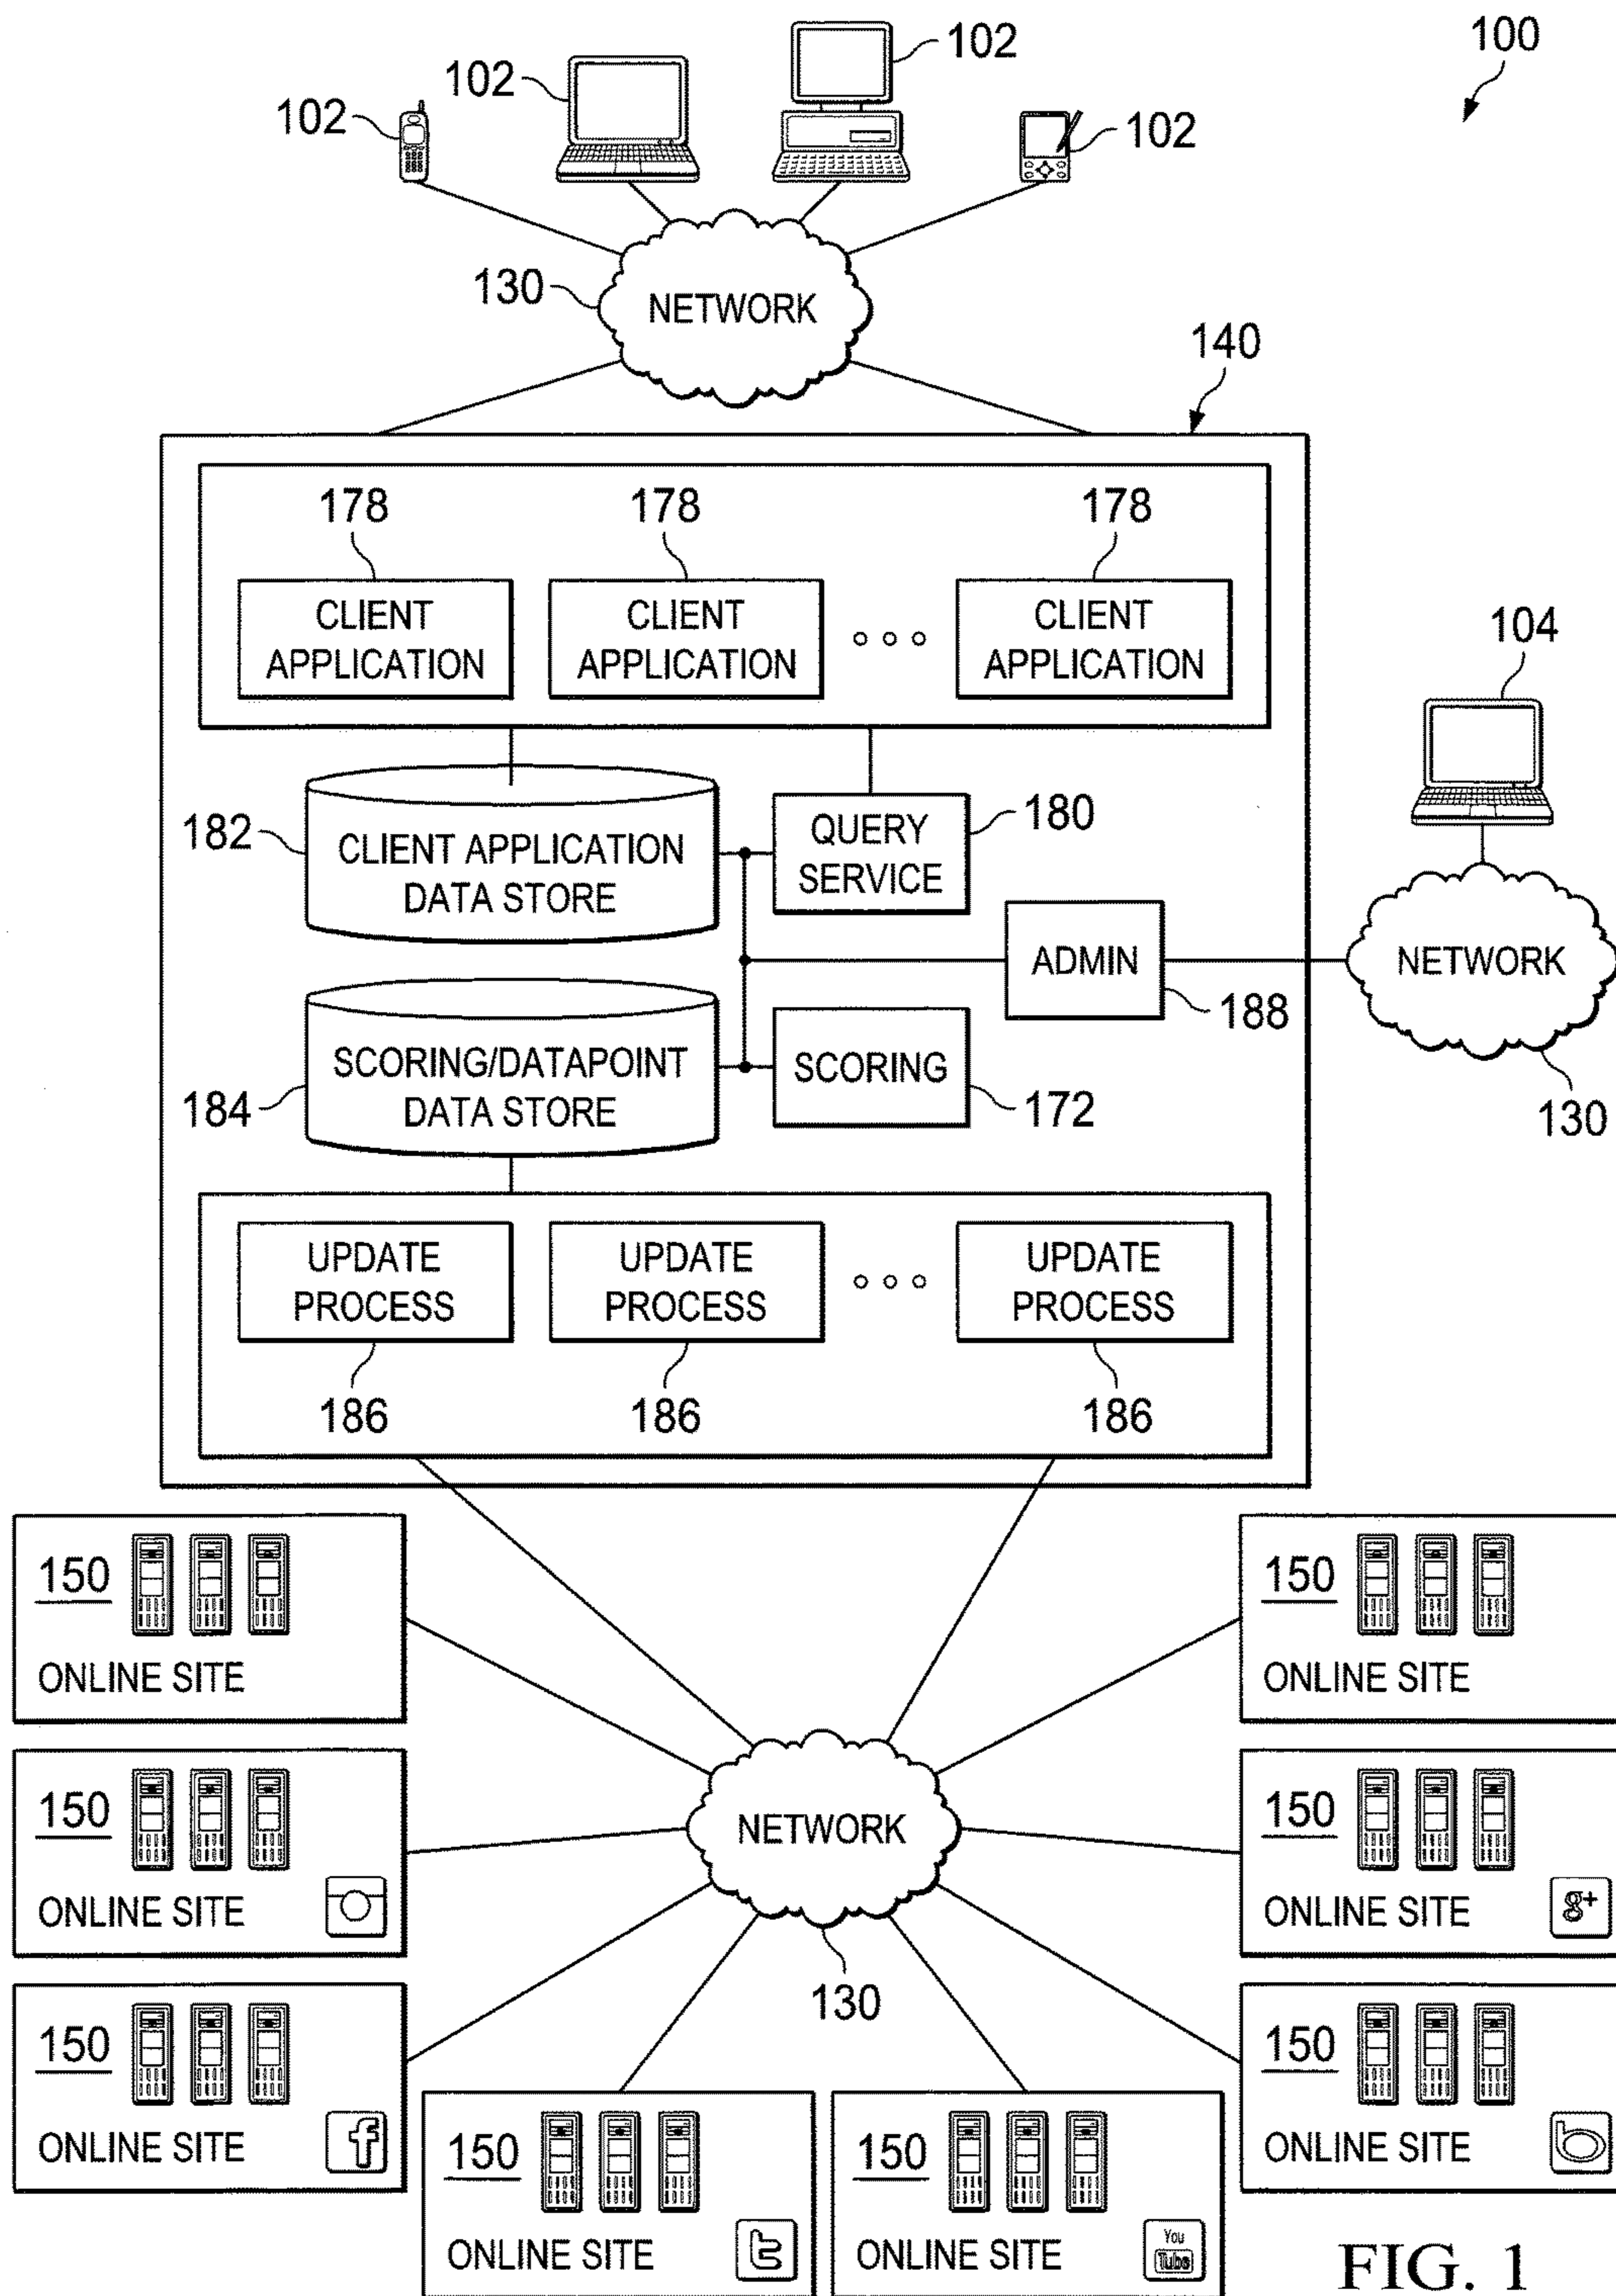 100
102
102
102
102
130
NETWORK
140
178
178
178
CLIENT
APPLICATION
CLIENT
APPLICATION
CLIENT
APPLICATION
104
182
CLIENT APPLICATION
DATA STORE
QUERY
SERVICE
180
ADMIN
188
NETWORK
130
184
SCORING/DATAPOINT
DATA STORE
SCORING
172
UPDATE
PROCESS
UPDATE
PROCESS
UPDATE
PROCESS
186
186
186
150
ONLINE SITE
150
ONLINE SITE
150
ONLINE SITE
g+
150
ONLINE SITE
NETWORK
130
150
ONLINE SITE
f
150
ONLINE SITE
b
150
ONLINE SITE
t
150
ONLINE SITE
You
Tube
FIG. 1